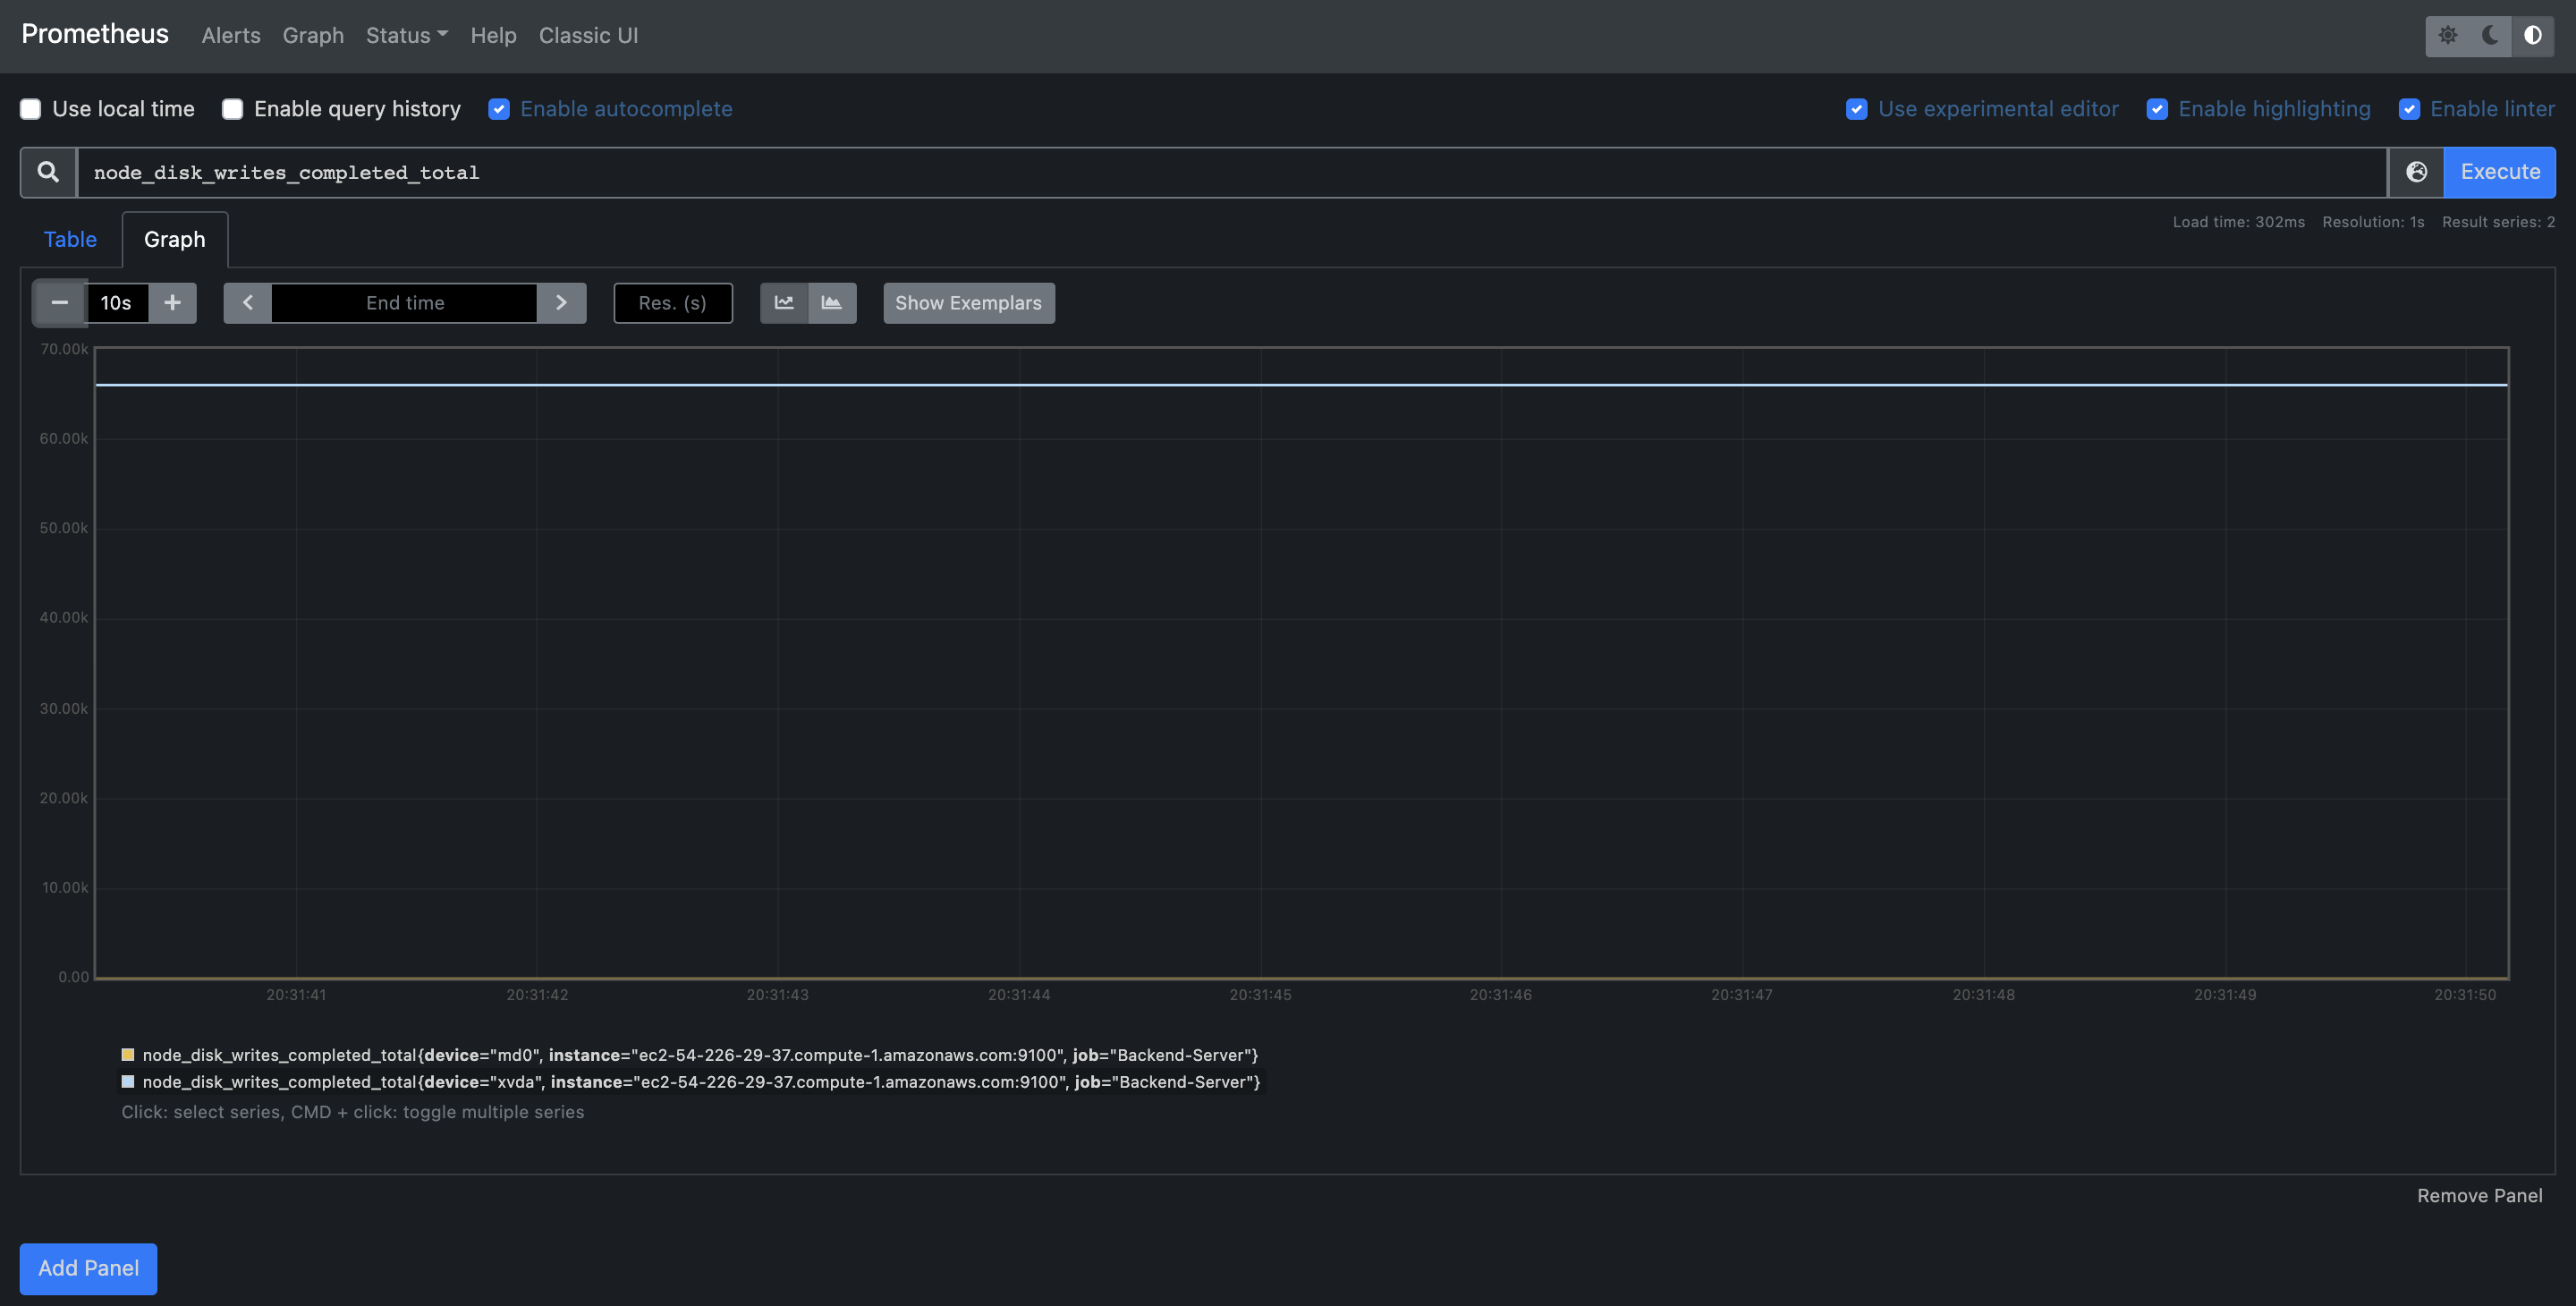 Prometheus Alerts Graph Status Help Classic UI
Use local time Enable query history Enable autocomplete Use experimental editor Enable highlighting Enable linter
node_disk_writes_completed_total Execute
Load time: 302ms Resolution: 1s Result series: 2
Table Graph
10s End time Res. (s) Show Exemplars
70.00k
60.00k
50.00k
40.00k
30.00k
20.00k
10.00k
0.00
20:31:41 20:31:42 20:31:43 20:31:44 20:31:45 20:31:46 20:31:47 20:31:48 20:31:49 20:31:50
node_disk_writes_completed_total{device="md0", instance="ec2-54-226-29-37.compute-1.amazonaws.com:9100", job="Backend-Server"}
node_disk_writes_completed_total{device="xvda", instance="ec2-54-226-29-37.compute-1.amazonaws.com:9100", job="Backend-Server"}
Click: select series, CMD + click: toggle multiple series
Remove Panel
Add Panel